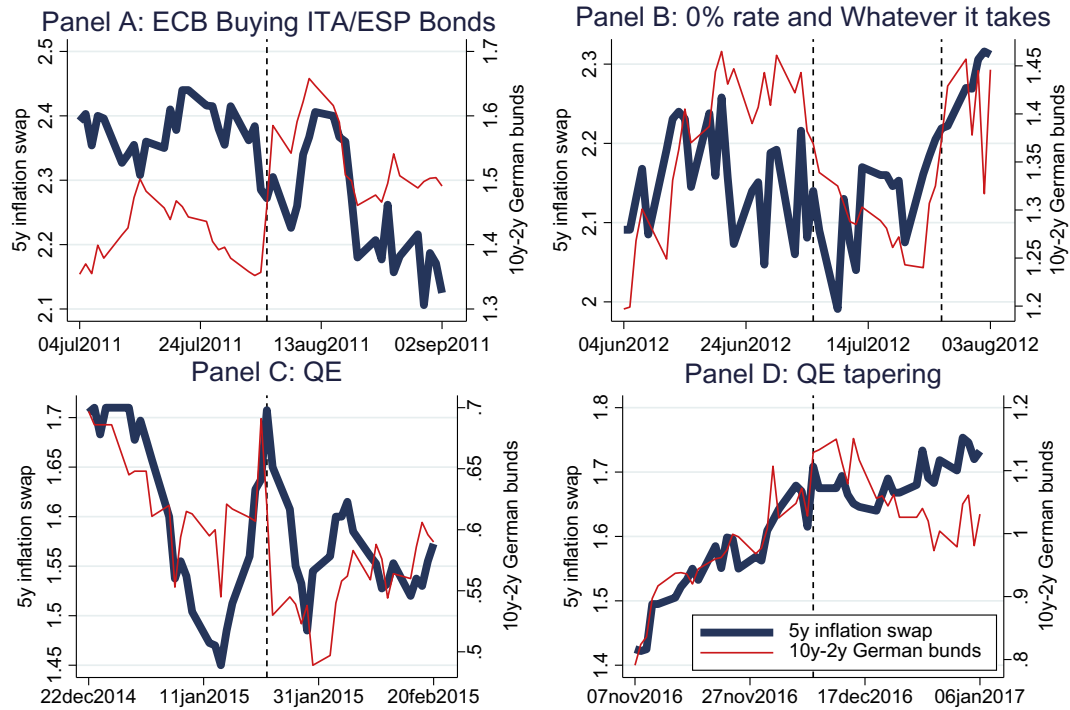 Panel A: ECB Buying ITA/ESP Bonds
2.5
2.4
2.3
2.2
2.1
5y inflation swap
1.7
1.6
1.5
1.4
1.3
10y-2y German bunds
04jul2011 24jul2011 13aug2011 02sep2011
Panel B: 0% rate and Whatever it takes
2.3
2.2
2.1
2
5y inflation swap
1.45
1.4
1.35
1.3
1.25
1.2
10y-2y German bunds
04jun2012 24jun2012 14jul2012 03aug2012
Panel C: QE
1.7
1.65
1.6
1.55
1.5
1.45
5y inflation swap
.7
.65
.6
.55
.5
10y-2y German bunds
22dec2014 11jan2015 31jan2015 20feb2015
Panel D: QE tapering
1.8
1.7
1.6
1.5
1.4
5y inflation swap
1.2
1.1
1
.9
.8
10y-2y German bunds
5y inflation swap
10y-2y German bunds
07nov2016 27nov2016 17dec2016 06jan2017